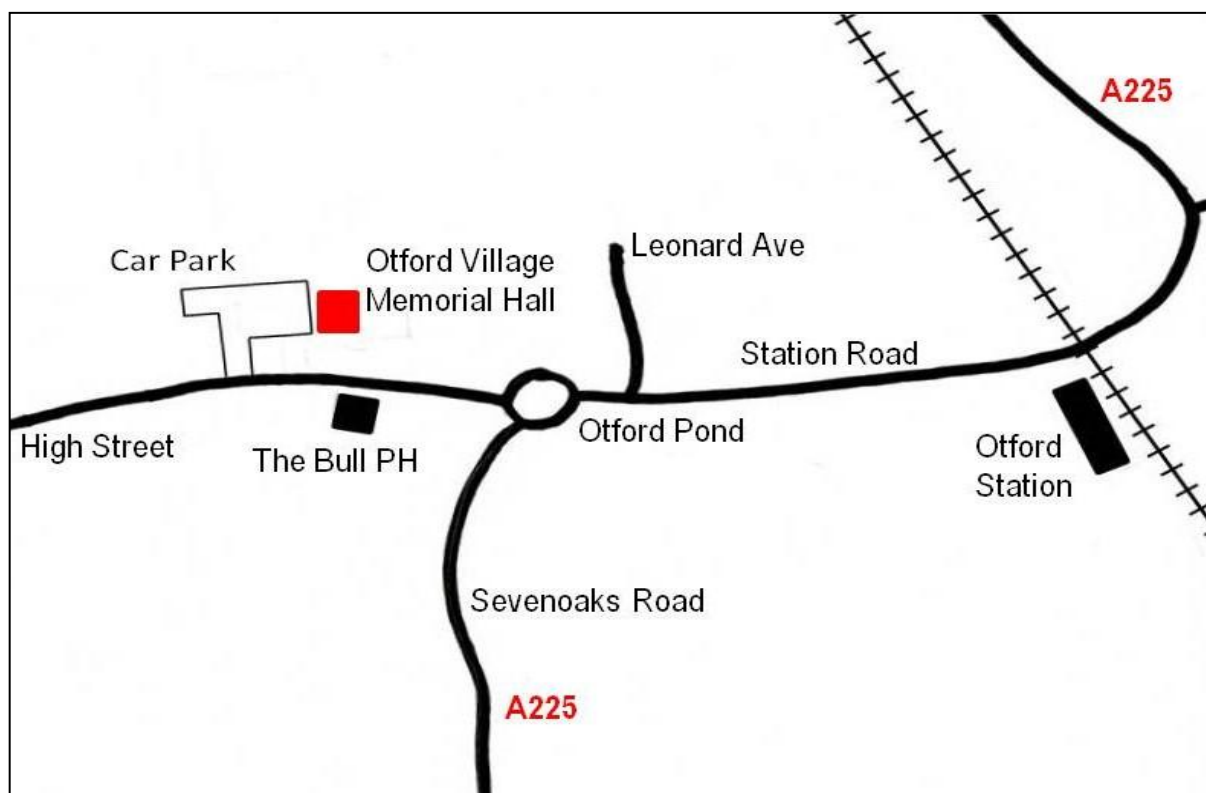 A225
Car Park
Otford Village
Memorial Hall
Leonard Ave
Station Road
High Street
The Bull PH
Otford Pond
Otford
Station
Sevenoaks Road
A225